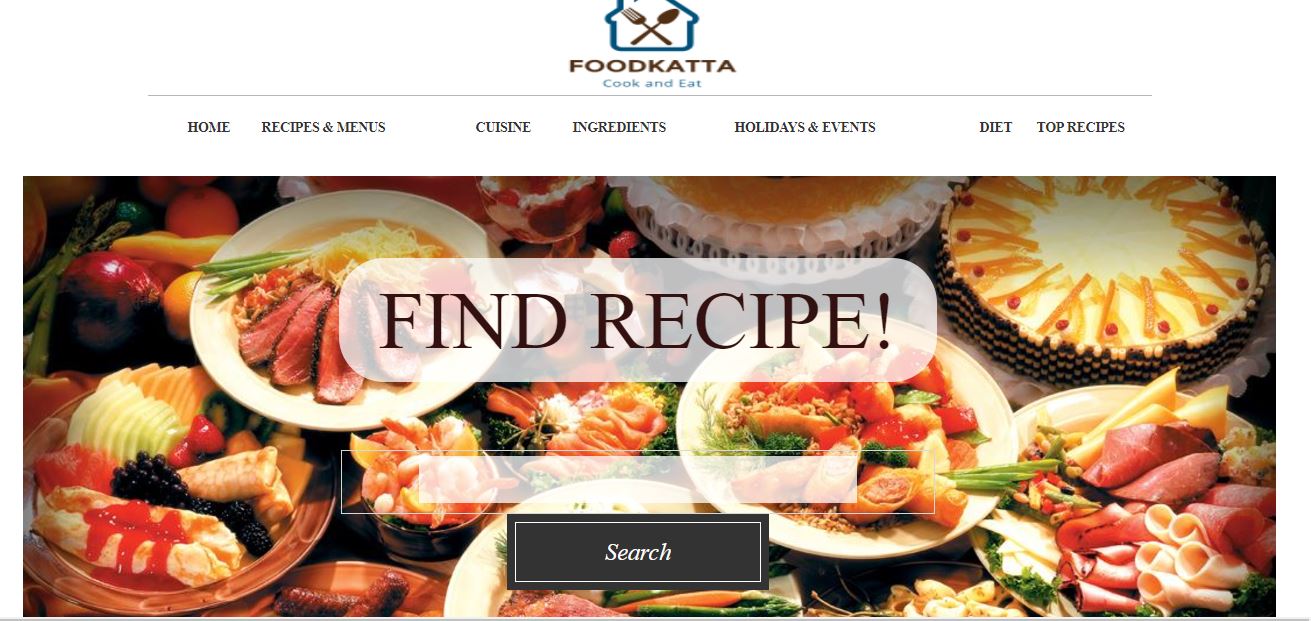 FOODKATTA
Cook and Eat
HOME RECIPES & MENUS CUISINE INGREDIENTS HOLIDAYS & EVENTS DIET TOP RECIPES
FIND RECIPE!
Search